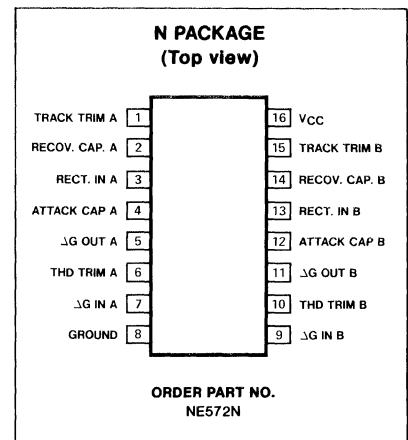 N PACKAGE
(Top view)
TRACK TRIM A 1 16 VCC
RECOV. CAP. A 2 15 TRACK TRIM B
RECT. IN A 3 14 RECOV. CAP. B
ATTACK CAP A 4 13 RECT. IN B
ΔG OUT A 5 12 ATTACK CAP B
THD TRIM A 6 11 ΔG OUT B
ΔG IN A 7 10 THD TRIM B
GROUND 8 9 ΔG IN B
ORDER PART NO.
NE572N